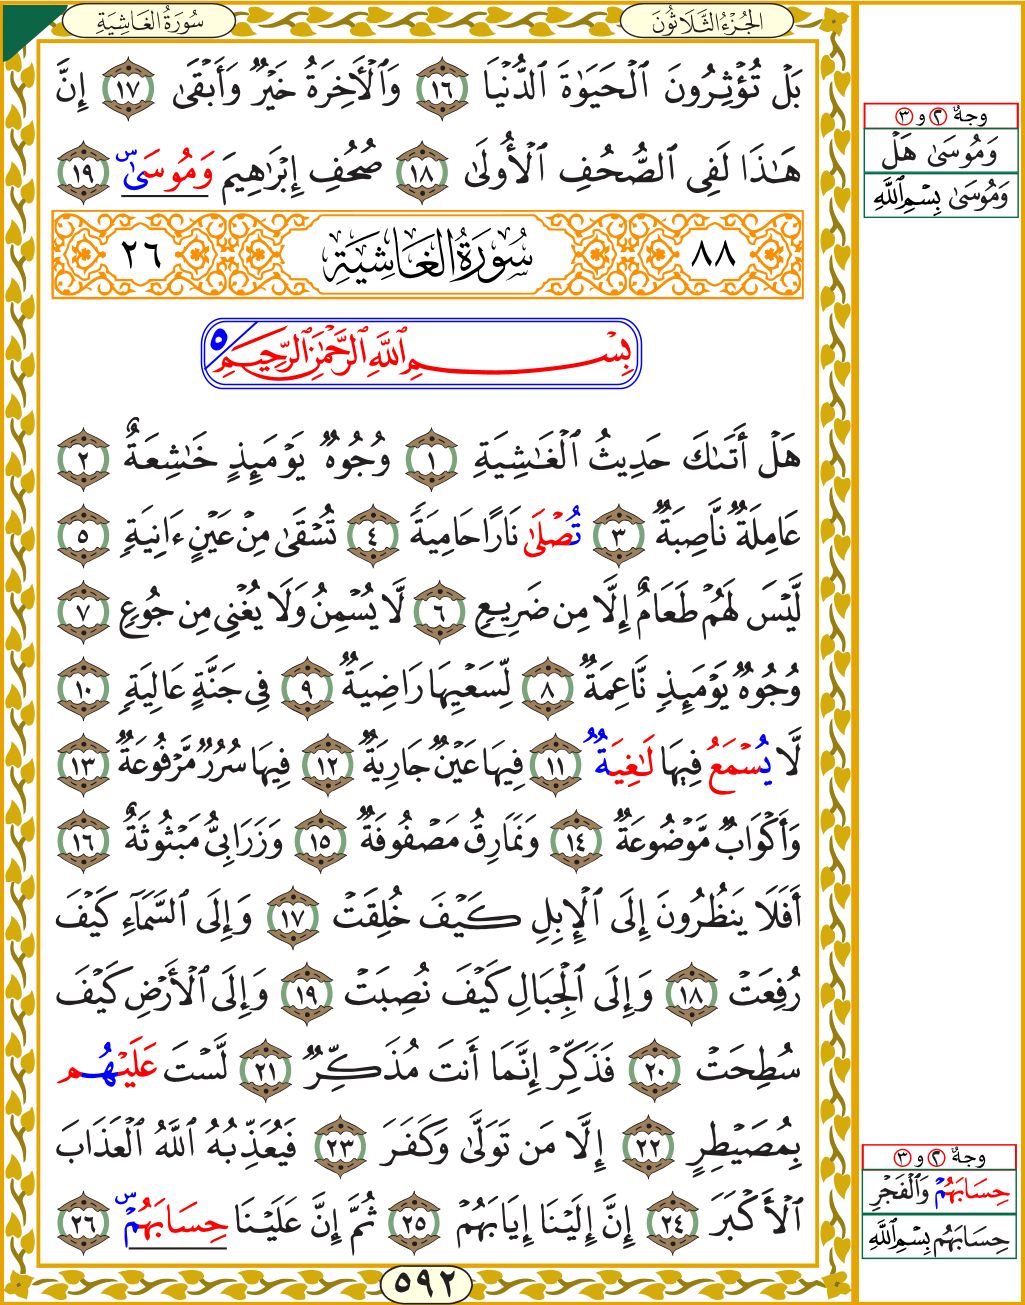 سُورَةُ الغَاشِيَةِ
الجُزْءُ الثَّلَاثُونَ
بَلْ تُؤْثِرُونَ ٱلْحَيَوٰةَ ٱلدُّنْيَا ١٦ وَٱلْأَخِرَةُ خَيْرٌ وَأَبْقَىٰ ١٧ إِنَّ
هَـٰذَا لَفِى ٱلصُّحُفِ ٱلْأُولَىٰ ١٨ صُحُفِ إِبْرَٰهِيمَ وَمُوسَىٰ س ١٩
٨٨ سُورَةُ الغَاشِيَةِ ٢٦
بِسْمِ ٱللَّهِ ٱلرَّحْمَـٰنِ ٱلرَّحِيمِ ٥
هَلْ أَتَىٰكَ حَدِيثُ ٱلْغَـٰشِيَةِ ١ وُجُوهٌ يَوْمَئِذٍ خَـٰشِعَةٌ ٢
عَامِلَةٌ نَّاصِبَةٌ ٣ تُصْلَىٰ نَارًا حَامِيَةً ٤ تُسْقَىٰ مِنْ عَيْنٍ ءَانِيَةٍ ٥
لَّيْسَ لَهُمْ طَعَامٌ إِلَّا مِن ضَرِيعٍ ٦ لَّا يُسْمِنُ وَلَا يُغْنِى مِن جُوعٍ ٧
وُجُوهٌ يَوْمَئِذٍ نَّاعِمَةٌ ٨ لِّسَعْيِهَا رَاضِيَةٌ ٩ فِى جَنَّةٍ عَالِيَةٍ ١٠
لَّا يُسْمَعُ فِيهَا لَـٰغِيَةٌ ١١ فِيهَا عَيْنٌ جَارِيَةٌ ١٢ فِيهَا سُرُرٌ مَّرْفُوعَةٌ ١٣
وَأَكْوَابٌ مَّوْضُوعَةٌ ١٤ وَنَمَارِقُ مَصْفُوفَةٌ ١٥ وَزَرَابِىُّ مَبْثُوثَةٌ ١٦
أَفَلَا يَنظُرُونَ إِلَى ٱلْإِبِلِ كَيْفَ خُلِقَتْ ١٧ وَإِلَى ٱلسَّمَآءِ كَيْفَ
رُفِعَتْ ١٨ وَإِلَى ٱلْجِبَالِ كَيْفَ نُصِبَتْ ١٩ وَإِلَى ٱلْأَرْضِ كَيْفَ
سُطِحَتْ ٢٠ فَذَكِّرْ إِنَّمَا أَنتَ مُذَكِّرٌ ٢١ لَّسْتَ عَلَيْهُم
بِمُصَيْطِرٍ ٢٢ إِلَّا مَن تَوَلَّىٰ وَكَفَرَ ٢٣ فَيُعَذِّبُهُ ٱللَّهُ ٱلْعَذَابَ
ٱلْأَكْبَرَ ٢٤ إِنَّ إِلَيْنَا إِيَابَهُمْ ٢٥ ثُمَّ إِنَّ عَلَيْنَا حِسَابَهُمْ س ٢٦
٥٩٢
وجهٌ ٢ و ٣
وَمُوسَىٰ هَلْ
وَمُوسَىٰ بِسْمِ ٱللَّهِ
وجهٌ ٢ و ٣
حِسَابَهُمْ وَٱلْفَجْرِ
حِسَابَهُم بِسْمِ ٱللَّهِ